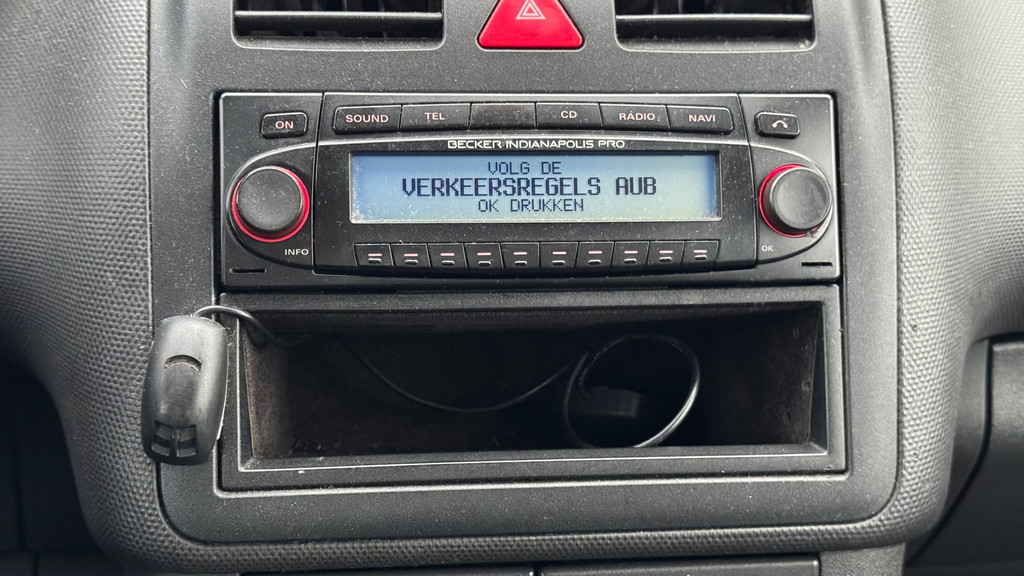 ON
SOUND TEL CD RADIO NAVI
BECKER INDIANAPOLIS PRO
VOLG DE
VERKEERSREGELS AUB
OK DRUKKEN
INFO
OK